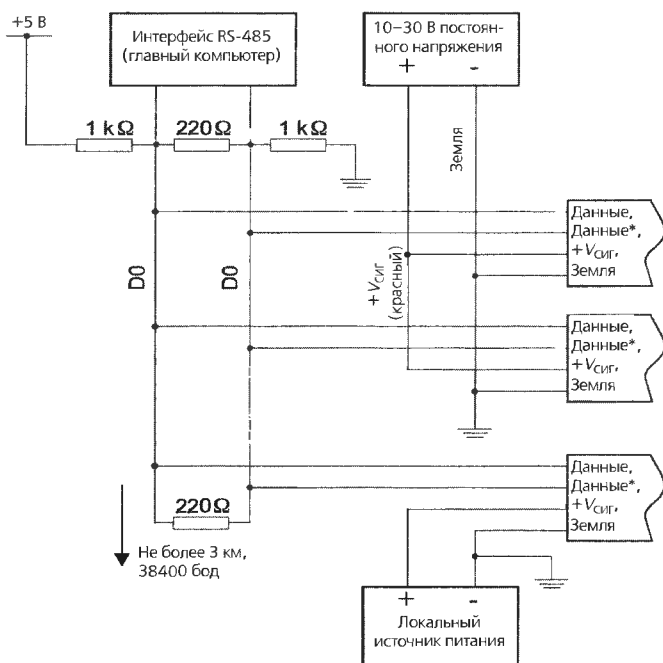 +5 В
Интерфейс RS-485
(главный компьютер)
10–30 В постоян-
ного напряжения
+ -
1 kΩ
220Ω
1 kΩ
Земля
D0
D0
+ Vсиг
(красный)
Данные,
Данные*,
+Vсиг,
Земля
Данные,
Данные*,
+Vсиг,
Земля
Данные,
Данные*,
+Vсиг,
Земля
220Ω
Не более 3 км,
38400 бод
+ -
Локальный
источник питания